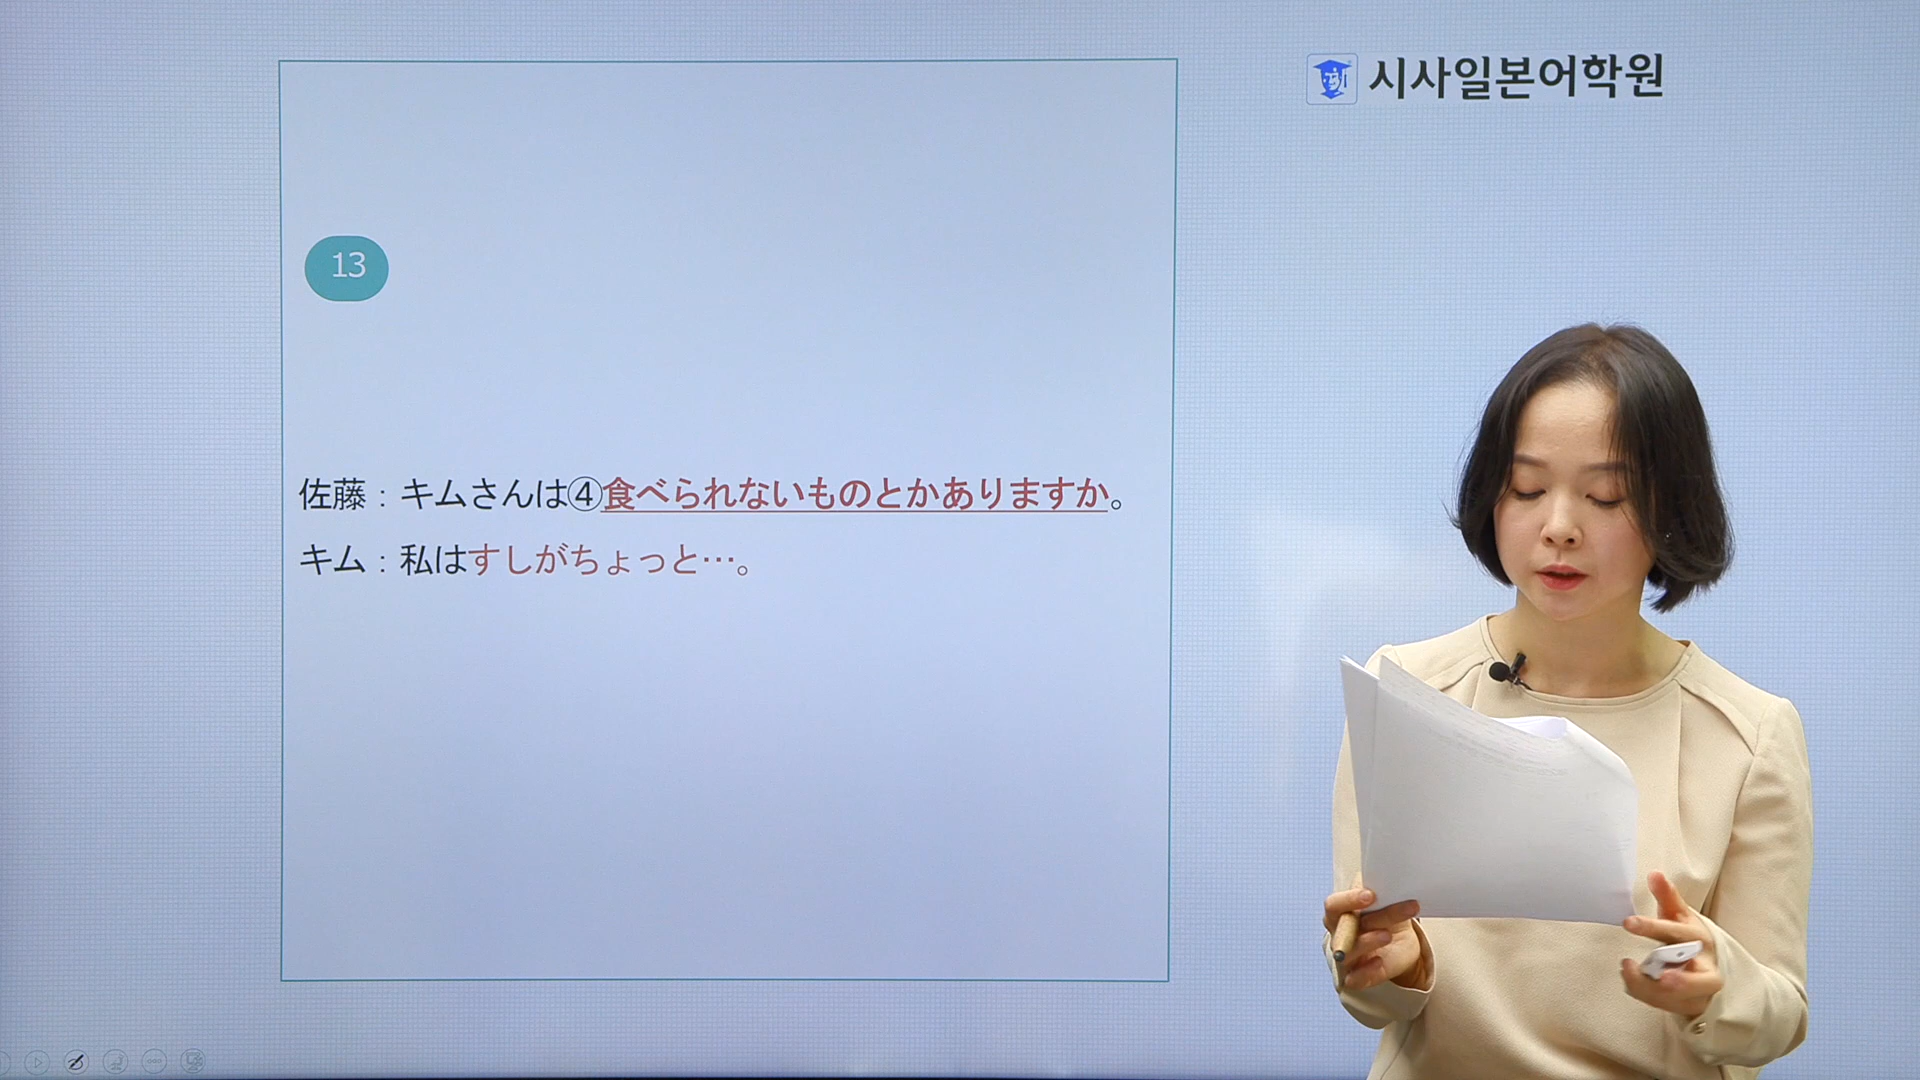 시사일본어학원
13
佐藤：キムさんは④食べられないものとかありますか。
キム：私はすしがちょっと…。